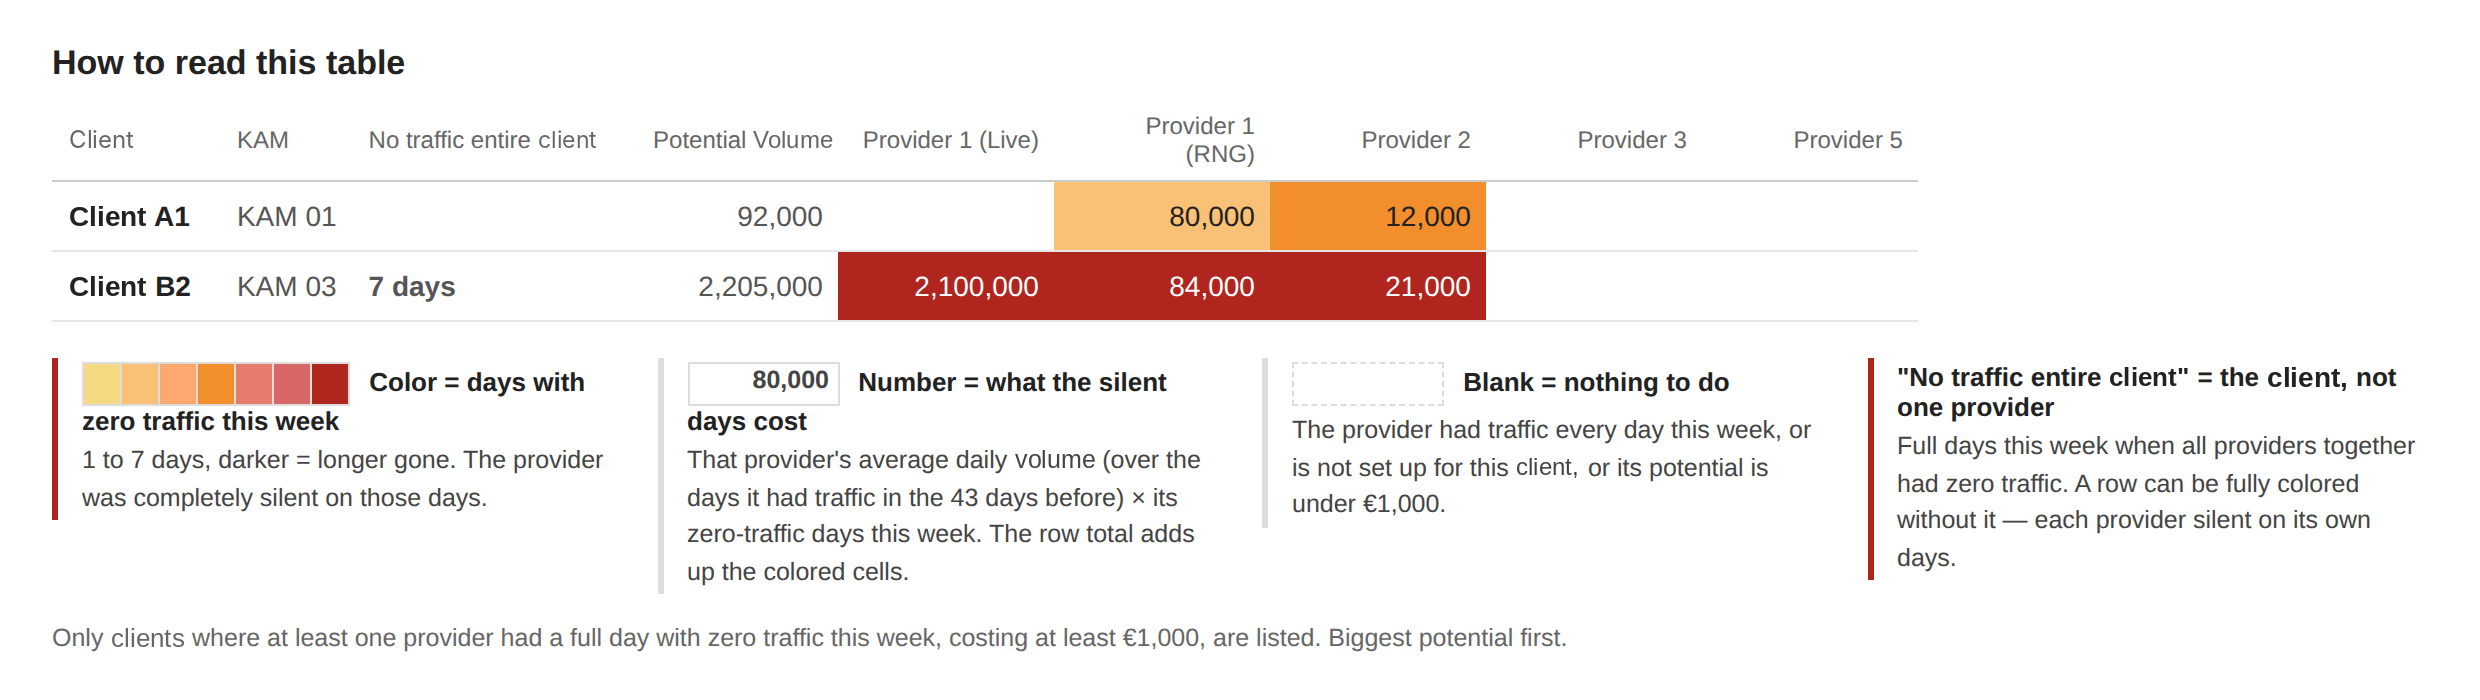 How to read this table
Client KAM No traffic entire client Potential Volume Provider 1 (Live) Provider 1 (RNG) Provider 2 Provider 3 Provider 5
Client A1 KAM 01 92,000 80,000 12,000
Client B2 KAM 03 7 days 2,205,000 2,100,000 84,000 21,000
Color = days with
zero traffic this week
1 to 7 days, darker = longer gone. The provider
was completely silent on those days.
80,000 Number = what the silent
days cost
That provider's average daily volume (over the
days it had traffic in the 43 days before) × its
zero-traffic days this week. The row total adds
up the colored cells.
Blank = nothing to do
The provider had traffic every day this week, or
is not set up for this client, or its potential is
under €1,000.
"No traffic entire client" = the client, not
one provider
Full days this week when all providers together
had zero traffic. A row can be fully colored
without it — each provider silent on its own
days.
Only clients where at least one provider had a full day with zero traffic this week, costing at least €1,000, are listed. Biggest potential first.